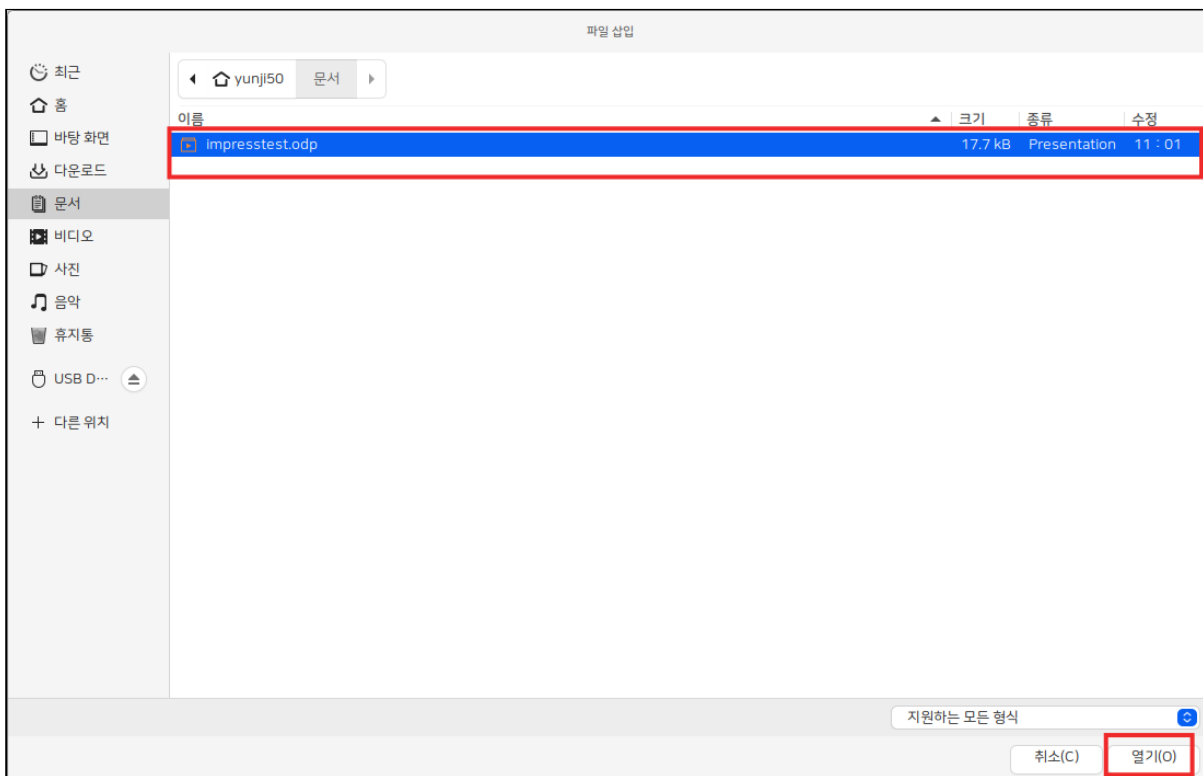 파일 삽입
최근
홈
바탕 화면
다운로드
문서
비디오
사진
음악
휴지통
USB D…
다른 위치
yunji50 문서
이름 크기 종류 수정
impresstest.odp 17.7 kB Presentation 11：01
지원하는 모든 형식
취소(C) 열기(O)